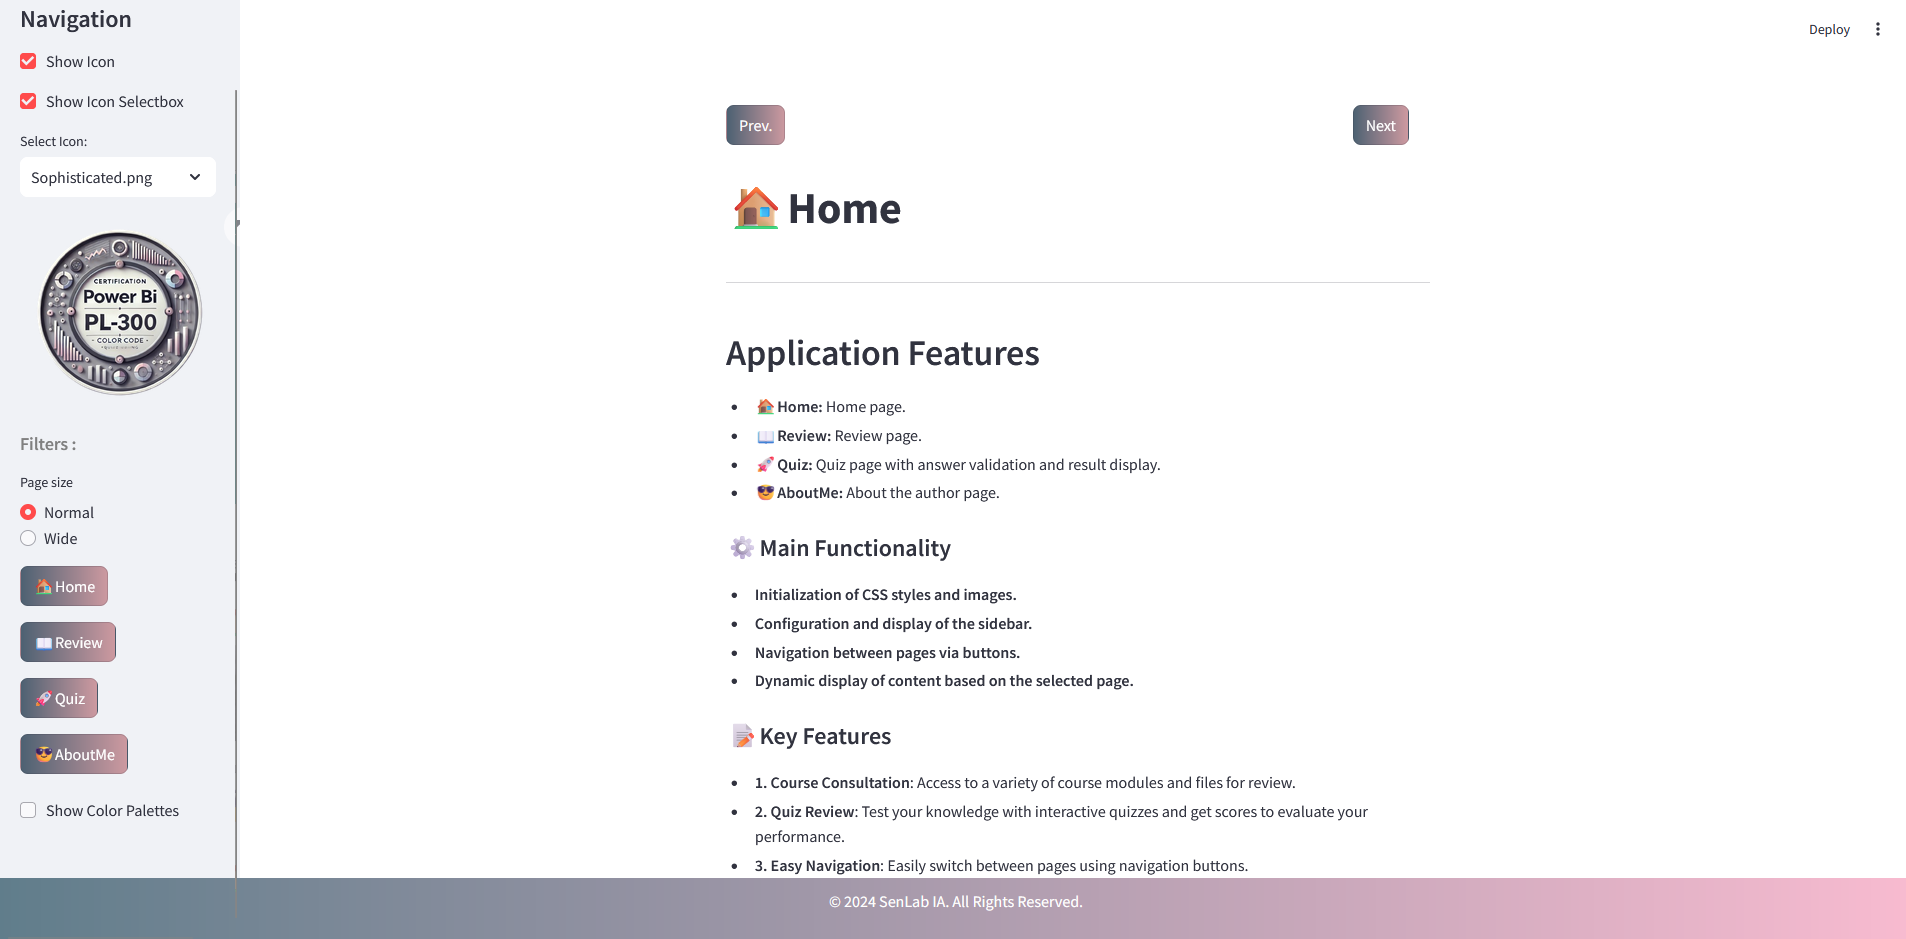 Navigation
Show Icon
Show Icon Selectbox
Select Icon:
Sophisticated.png
CERTIFICATION
Power Bi
PL-300
- COLOR CODE -
Filters :
Page size
Normal
Wide
Home
Review
Quiz
AboutMe
Show Color Palettes
Deploy
Prev.
Next
Home
Application Features
Home: Home page.
Review: Review page.
Quiz: Quiz page with answer validation and result display.
AboutMe: About the author page.
Main Functionality
Initialization of CSS styles and images.
Configuration and display of the sidebar.
Navigation between pages via buttons.
Dynamic display of content based on the selected page.
Key Features
1. Course Consultation: Access to a variety of course modules and files for review.
2. Quiz Review: Test your knowledge with interactive quizzes and get scores to evaluate your
performance.
3. Easy Navigation: Easily switch between pages using navigation buttons.
© 2024 SenLab IA. All Rights Reserved.